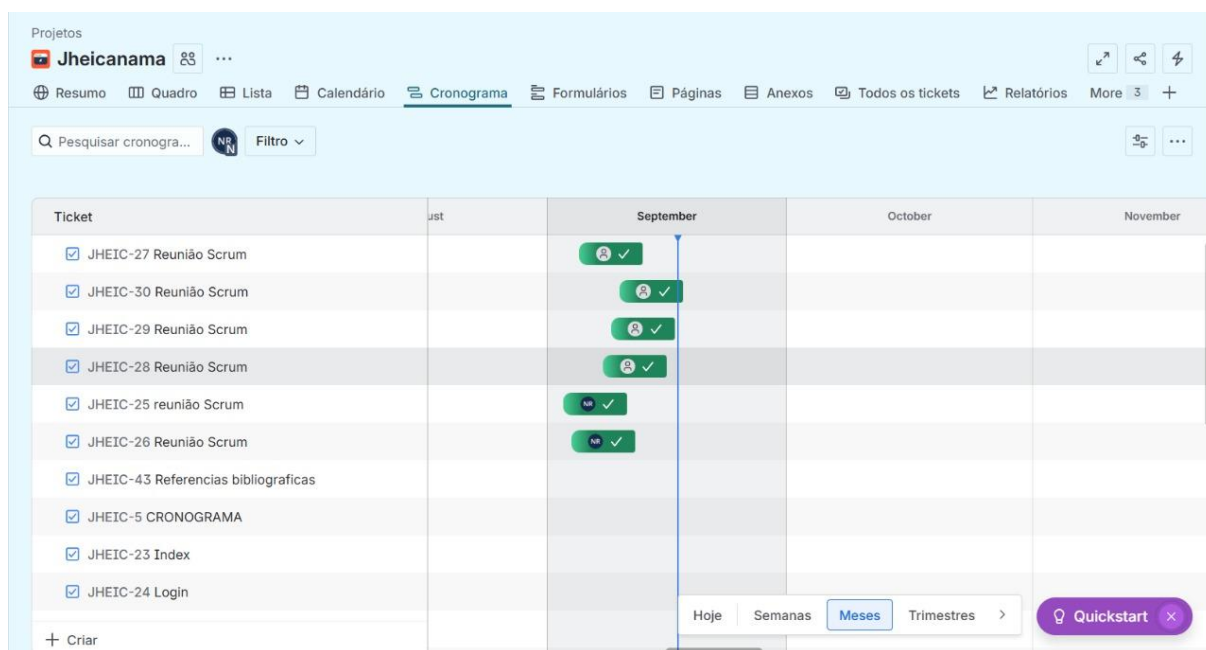 Projetos
Jheicanama
Resumo Quadro Lista Calendário Cronograma Formulários Páginas Anexos Todos os tickets Relatórios More 3
Pesquisar cronogra... NR N Filtro
Ticket ust September October November
JHEIC-27 Reunião Scrum
JHEIC-30 Reunião Scrum
JHEIC-29 Reunião Scrum
JHEIC-28 Reunião Scrum
JHEIC-25 reunião Scrum NR
JHEIC-26 Reunião Scrum NR
JHEIC-43 Referencias bibliograficas
JHEIC-5 CRONOGRAMA
JHEIC-23 Index
JHEIC-24 Login
Hoje Semanas Meses Trimestres Quickstart
+ Criar